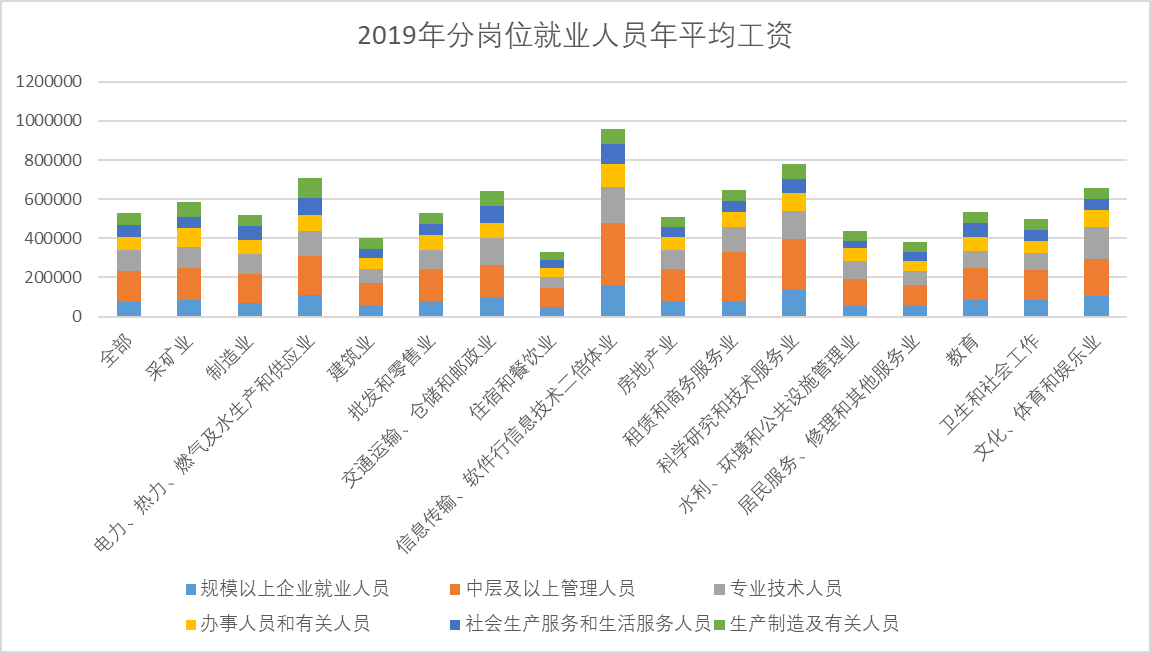 2019年分岗位就业人员年平均工资
1200000
1000000
800000
600000
400000
200000
0
全部
采矿业
制造业
电力、热力、燃气及水生产和供应业
建筑业
批发和零售业
交通运输、仓储和邮政业
住宿和餐饮业
信息传输、软件行信息技术二倍体业
房地产业
租赁和商务服务业
科学研究和技术服务业
水利、环境和公共设施管理业
居民服务、修理和其他服务业
教育
卫生和社会工作
文化、体育和娱乐业
规模以上企业就业人员
中层及以上管理人员
专业技术人员
办事人员和有关人员
社会生产服务和生活服务人员
生产制造及有关人员